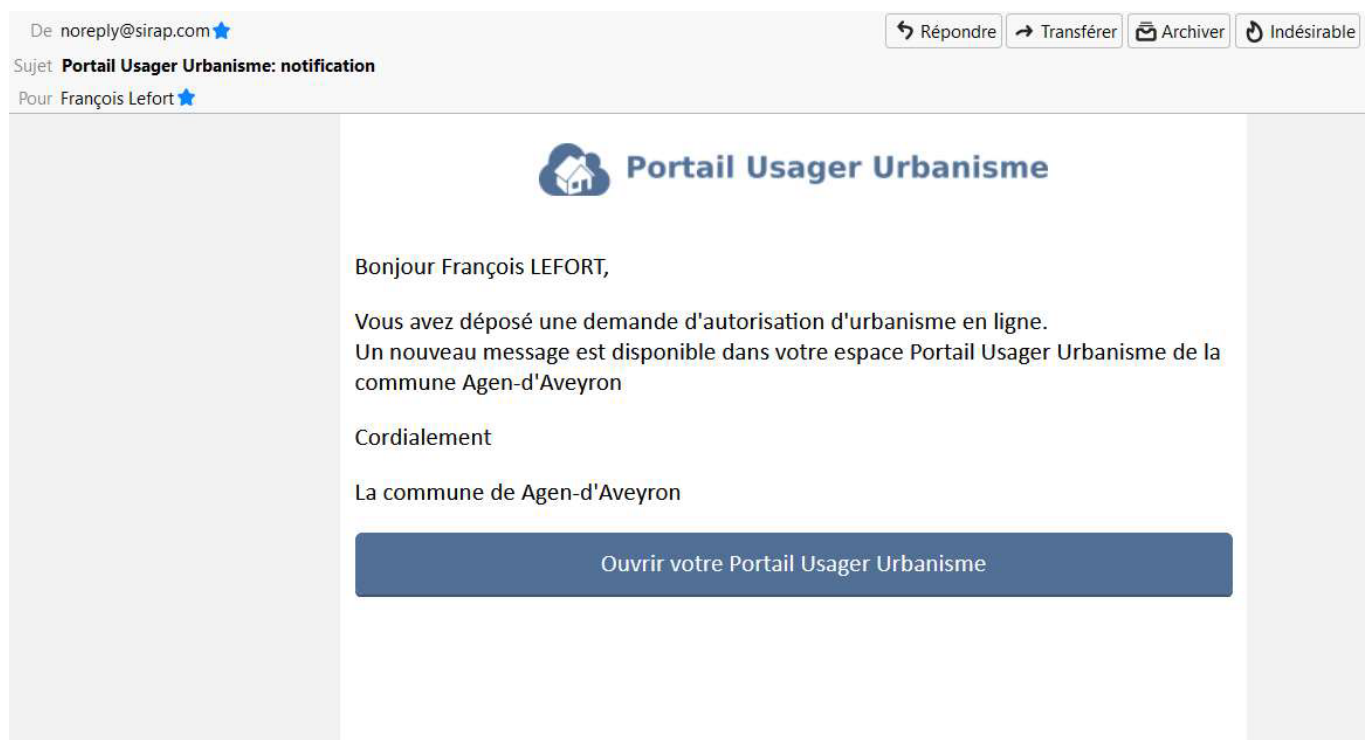 De noreply@sirap.com
Répondre Transférer Archiver Indésirable
Sujet Portail Usager Urbanisme: notification
Pour François Lefort
Portail Usager Urbanisme
Bonjour François LEFORT,
Vous avez déposé une demande d'autorisation d'urbanisme en ligne.
Un nouveau message est disponible dans votre espace Portail Usager Urbanisme de la
commune Agen-d'Aveyron
Cordialement
La commune de Agen-d'Aveyron
Ouvrir votre Portail Usager Urbanisme